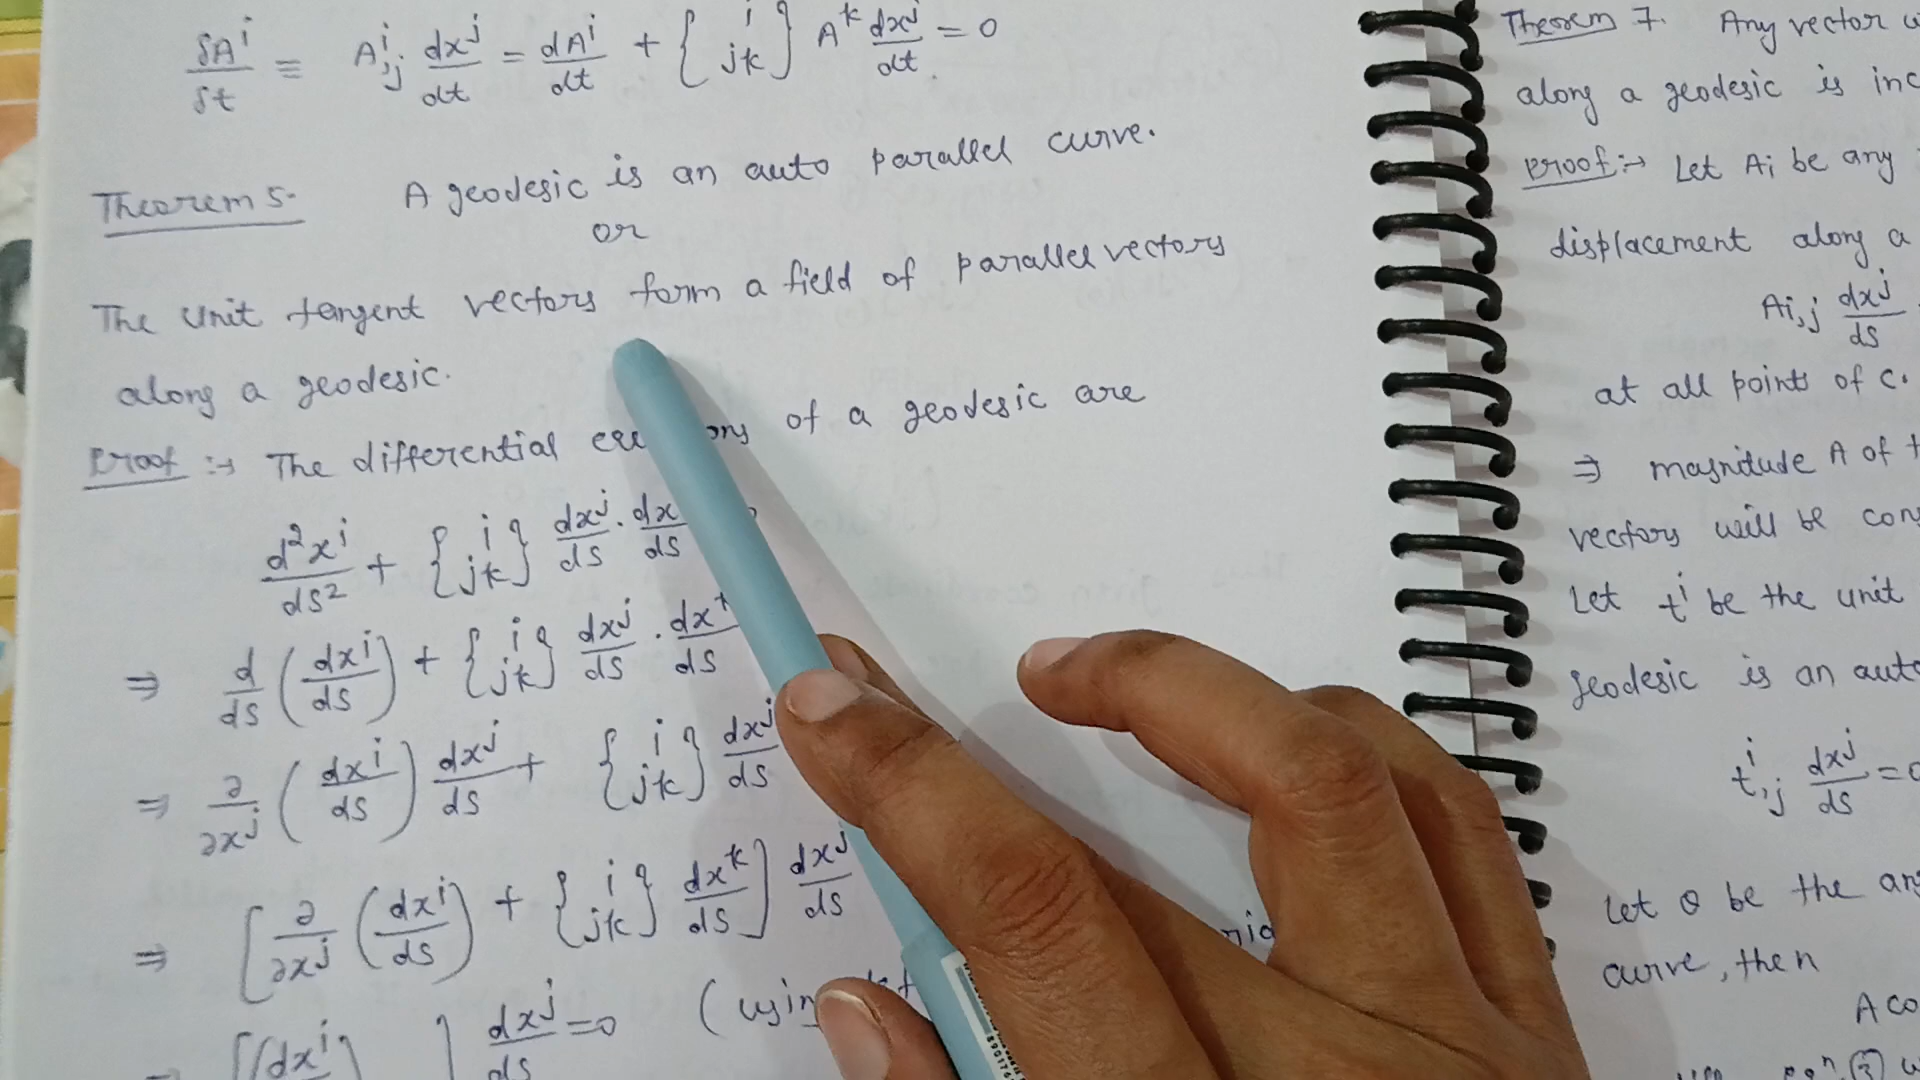 δA^i/δt = A^i_{,j} dx^j/dt = dA^i/dt + {i jk} A^k dx^j/dt = 0
Theorem 5. A geodesic is an auto parallel curve.
or
The unit tangent vectors form a field of parallel vectors
along a geodesic.
Proof :→ The differential of a geodesic are
d²x^i/ds² + {i jk} dx^j/ds . dx/ds
⇒ d/ds (dx^i/ds) + {i jk} dx^j/ds . dx/ds
⇒ ∂/∂x^j (dx^i/ds) dx^j/ds + {i jk} dx^j/ds
⇒ [∂/∂x^j (dx^i/ds) + {i jk} dx^k/ds] dx^j/ds
[(dx^i) ] dx^j/ds = 0 (
Theorem 7. Any vector
along a geodesic is
Proof :→ Let Ai be any
displacement along a
Ai,j dx^j/ds
at all points of C.
⇒ magnitude A of
vectors will be
Let t^i be the unit
geodesic is an
t^i_{,j} dx^j/ds =
Let θ be the
curve, then
A